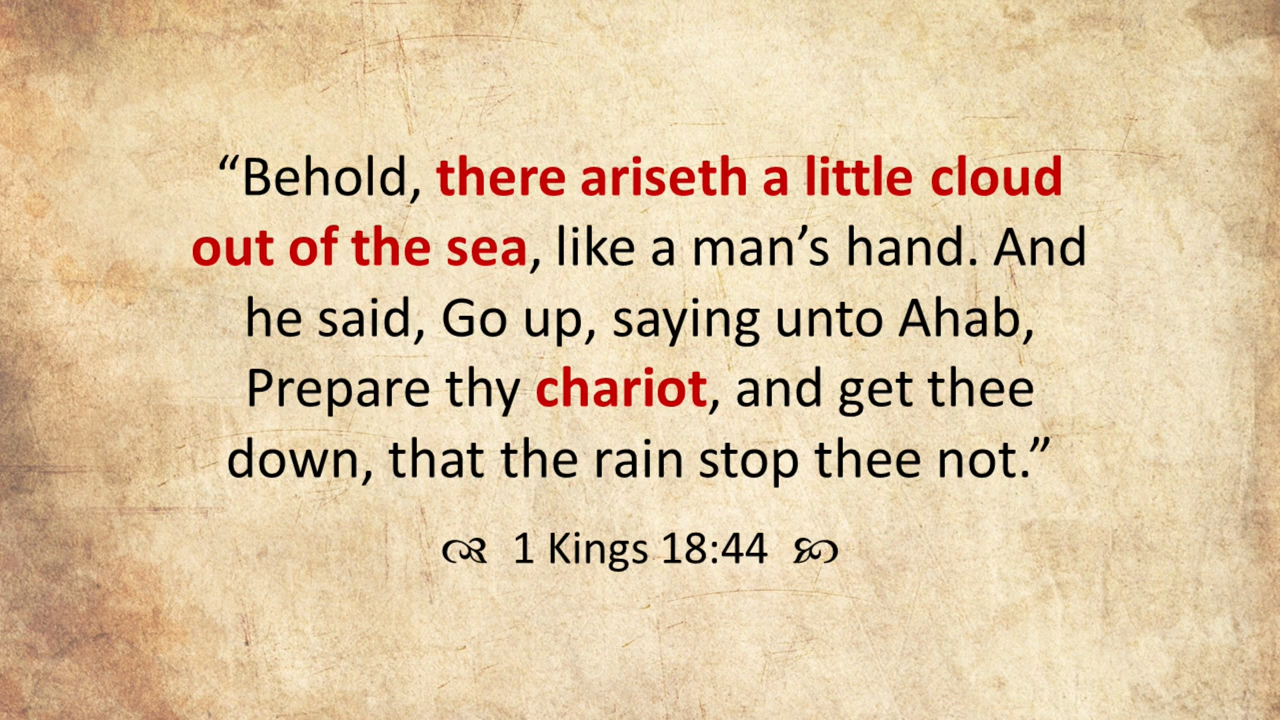 “Behold, there ariseth a little cloud
out of the sea, like a man’s hand. And
he said, Go up, saying unto Ahab,
Prepare thy chariot, and get thee
down, that the rain stop thee not.”
1 Kings 18:44